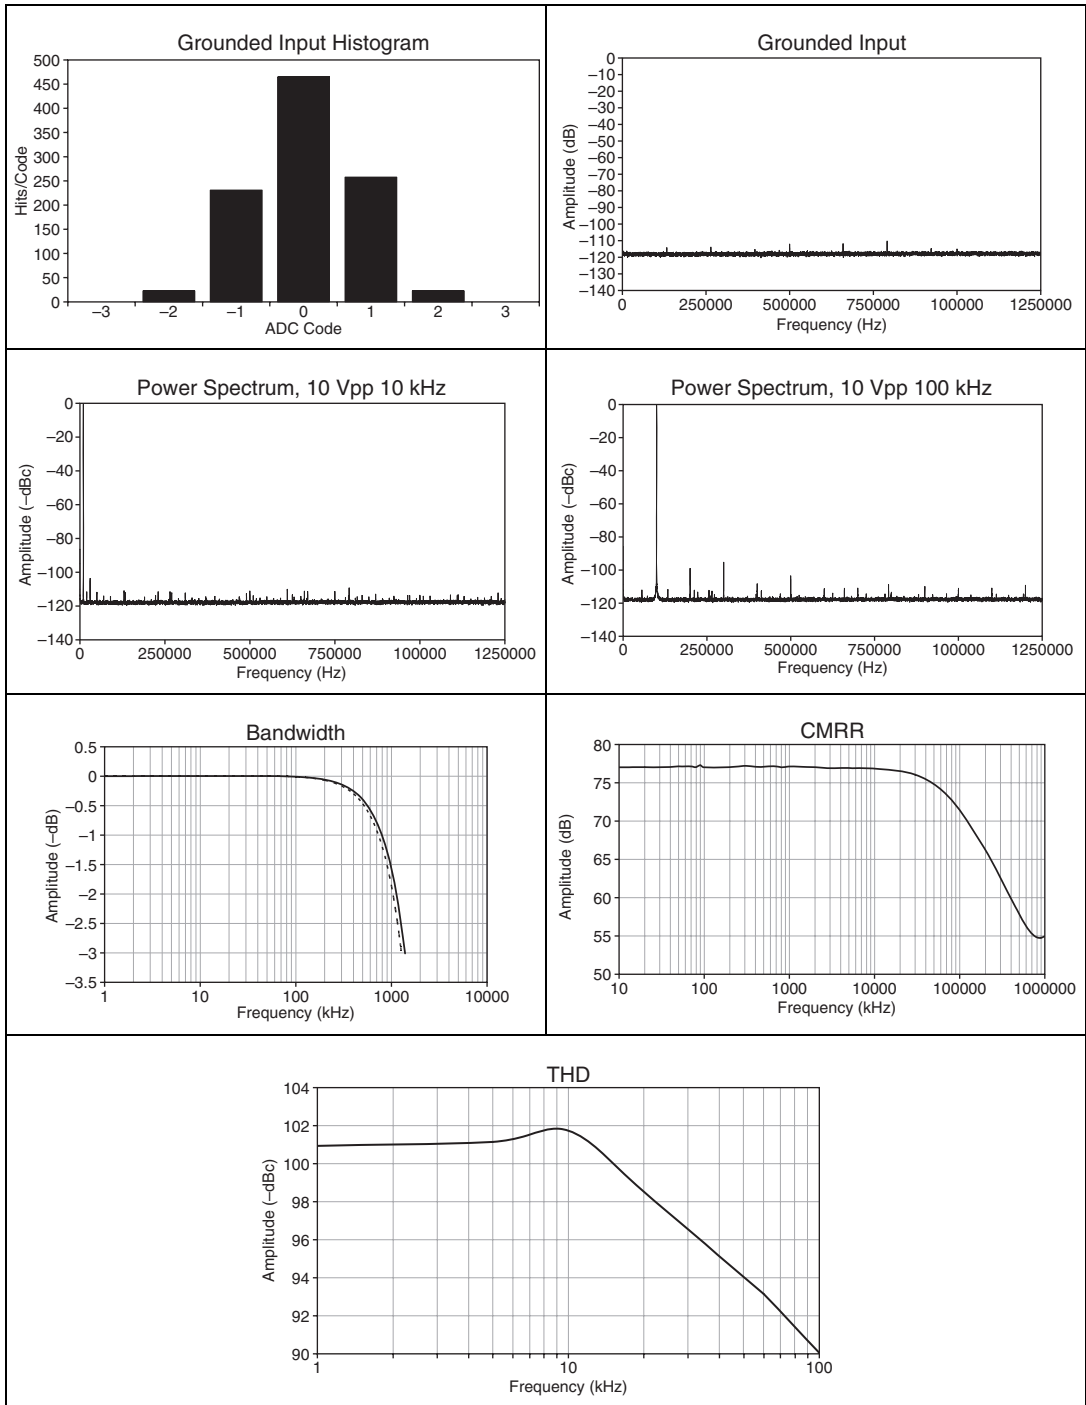 Grounded Input Histogram
500
450
400
350
300
250
200
150
100
50
0
Hits/Code
–3 –2 –1 0 1 2 3
ADC Code
Grounded Input
0
–10
–20
–30
–40
–50
–60
–70
–80
–90
–100
–110
–120
–130
–140
Amplitude (dB)
0 250000 500000 750000 100000 1250000
Frequency (Hz)
Power Spectrum, 10 Vpp 10 kHz
0
–20
–40
–60
–80
–100
–120
–140
Amplitude (–dBc)
0 250000 500000 750000 100000 1250000
Frequency (Hz)
Power Spectrum, 10 Vpp 100 kHz
0
–20
–40
–60
–80
–100
–120
–140
Amplitude (–dBc)
0 250000 500000 750000 100000 1250000
Frequency (Hz)
Bandwidth
0.5
0
–0.5
–1
–1.5
–2
–2.5
–3
–3.5
Amplitude (–dB)
1 10 100 1000 10000
Frequency (kHz)
CMRR
80
75
70
65
60
55
50
Amplitude (dB)
10 100 1000 10000 100000 1000000
Frequency (kHz)
THD
104
102
100
98
96
94
92
90
Amplitude (–dBc)
1 10 100
Frequency (kHz)